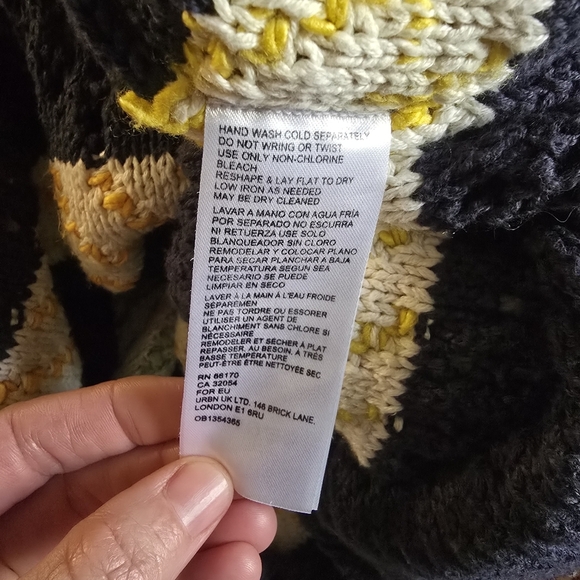 HAND WASH COLD SEPARATELY
DO NOT WRING OR TWIST
USE ONLY NON-CHLORINE
BLEACH
RESHAPE & LAY FLAT TO DRY
LOW IRON AS NEEDED
MAY BE DRY CLEANED
LAVAR A MANO CON AGUA FRÍA
POR SEPARADO NO ESCURRA
NI RETUERZA USE SOLO
BLANQUEADOR SIN CLORO
REMODELAR Y COLOCAR PLANO
PARA SECAR PLANCHAR A BAJA
TEMPERATURA SEGUN SEA
NECESARIO SE PUEDE
LIMPIAR EN SECO
LAVER À LA MAIN À L'EAU FROIDE
SÉPAREMEN
NE PAS TORDRE OU ESSORER
UTILISER UN AGENT DE
BLANCHIMENT SANS CHLORE SI
NÉCESSAIRE
REMODELER ET SÉCHER À PLAT
REPASSER, AU BESOIN, A TRÈS
BASSE TEMPÉRATURE
PEUT-ÊTRE ÊTRE NETTOYÉE SEC
RN 66170
CA 32054
FOR EU
URBN UK LTD. 146 BRICK LANE,
LONDON E1 6RU
OB1354365